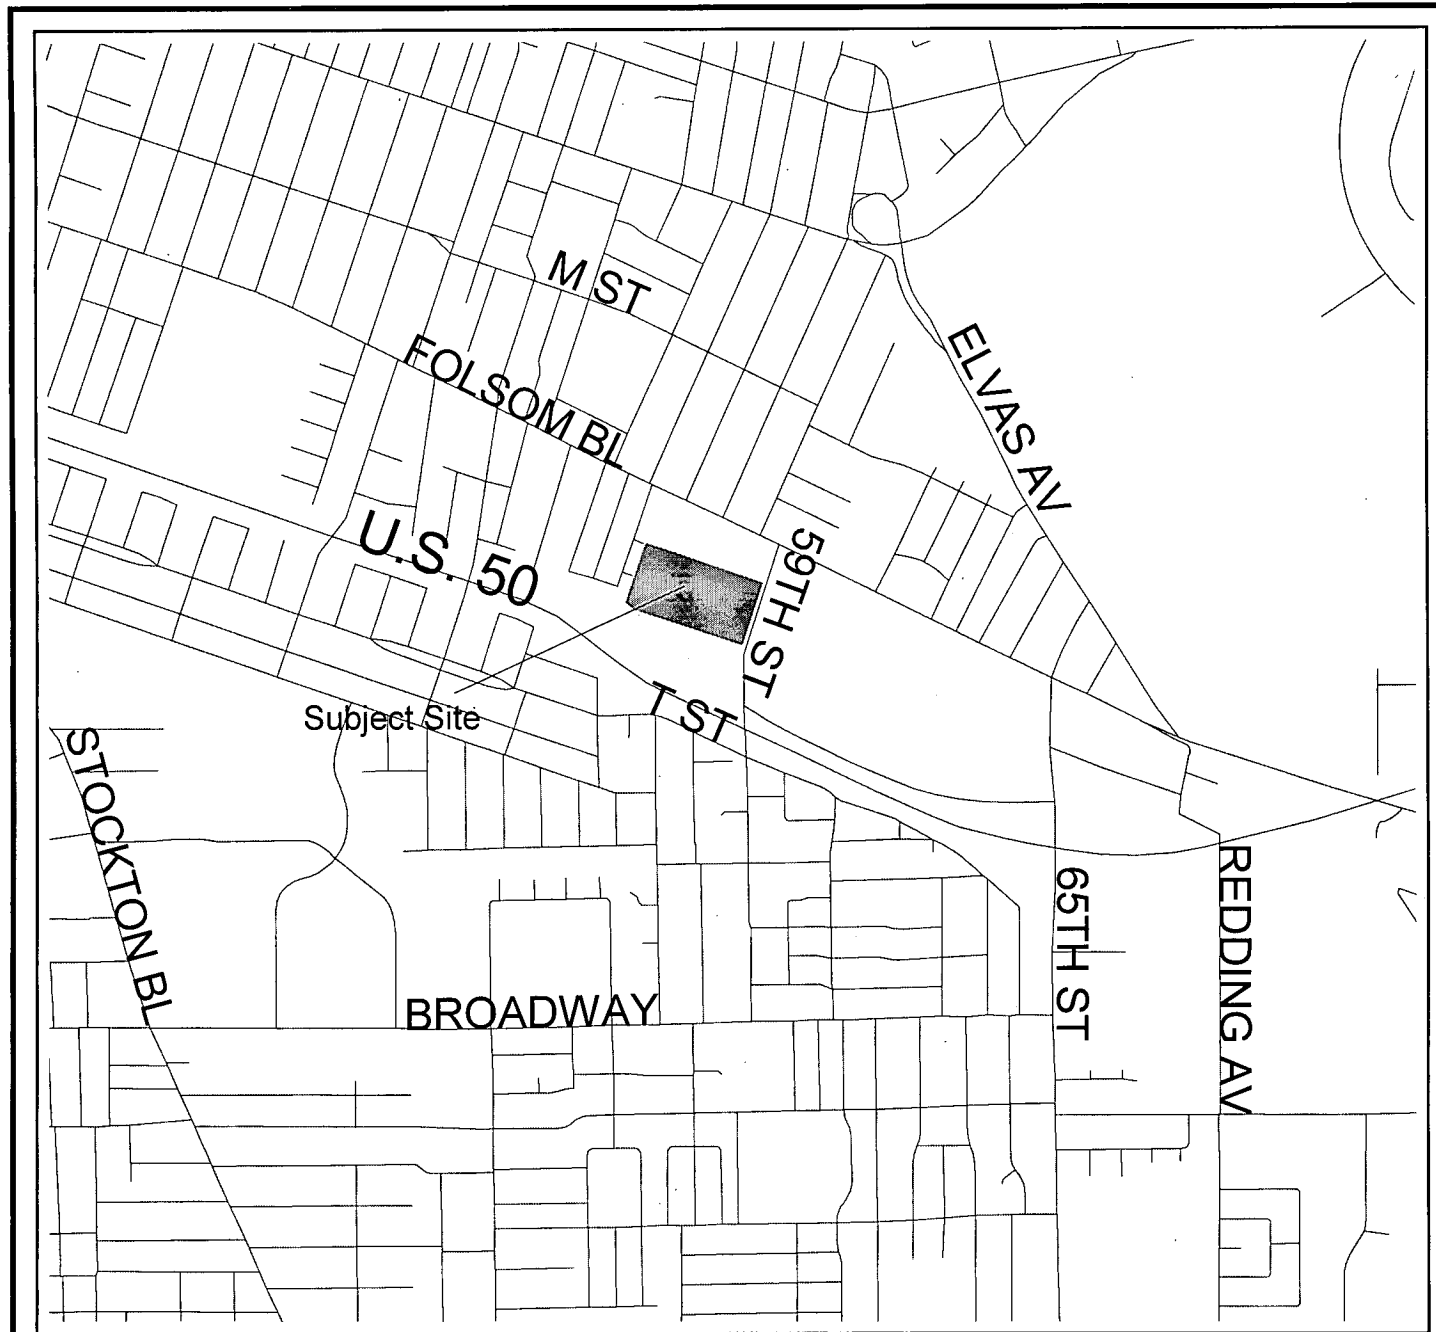 M ST
FOLSOM BL
ELVAS AV
U.S. 50
59TH ST
T ST
Subject Site
STOCKTON BL
65TH ST
REDDING AV
BROADWAY